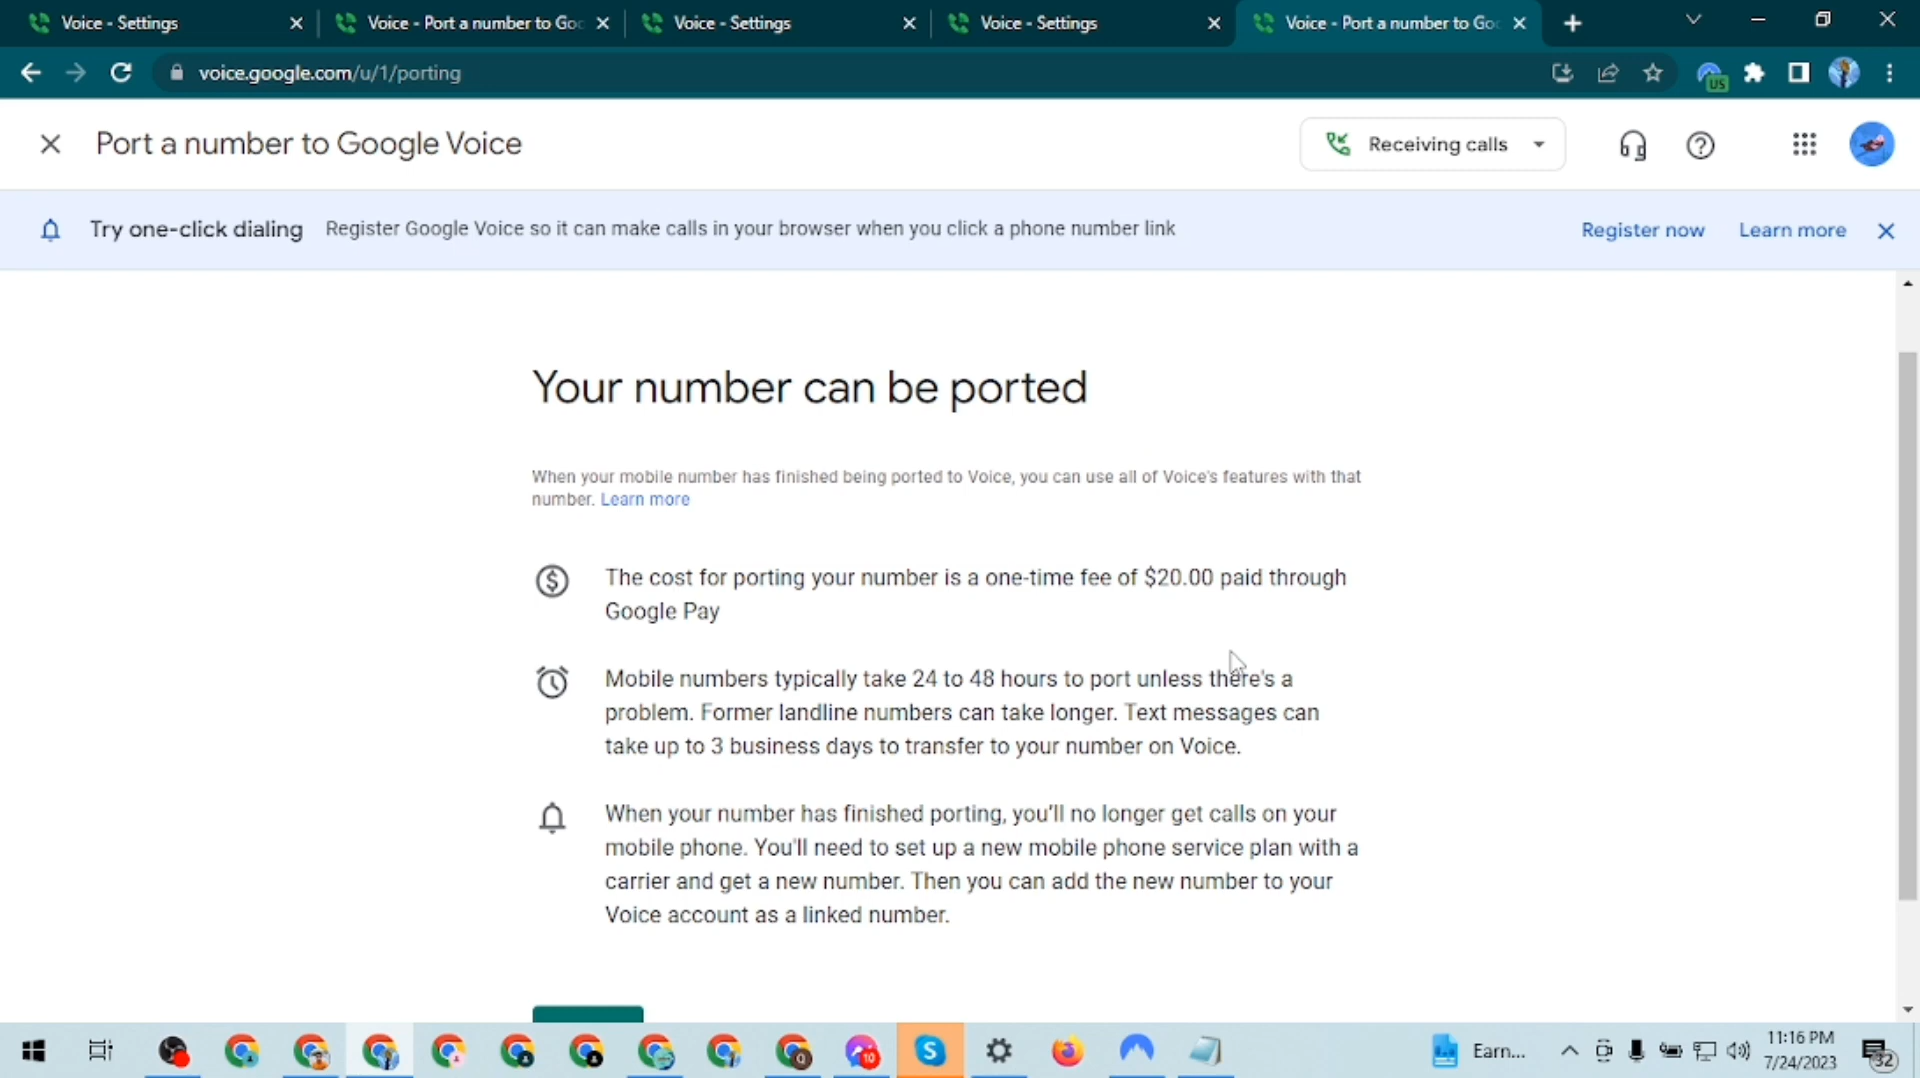 Voice - Settings
Voice - Port a number to Goo
Voice - Settings
Voice - Settings
Voice - Port a number to Goo
voice.google.com/u/1/porting
US
Port a number to Google Voice
Receiving calls
Try one-click dialing
Register Google Voice so it can make calls in your browser when you click a phone number link
Register now
Learn more
Your number can be ported
When your mobile number has finished being ported to Voice, you can use all of Voice's features with that
number. Learn more
The cost for porting your number is a one-time fee of $20.00 paid through
Google Pay
Mobile numbers typically take 24 to 48 hours to port unless there's a
problem. Former landline numbers can take longer. Text messages can
take up to 3 business days to transfer to your number on Voice.
When your number has finished porting, you'll no longer get calls on your
mobile phone. You'll need to set up a new mobile phone service plan with a
carrier and get a new number. Then you can add the new number to your
Voice account as a linked number.
Q
10
S
Earn...
11:16 PM
7/24/2023
32